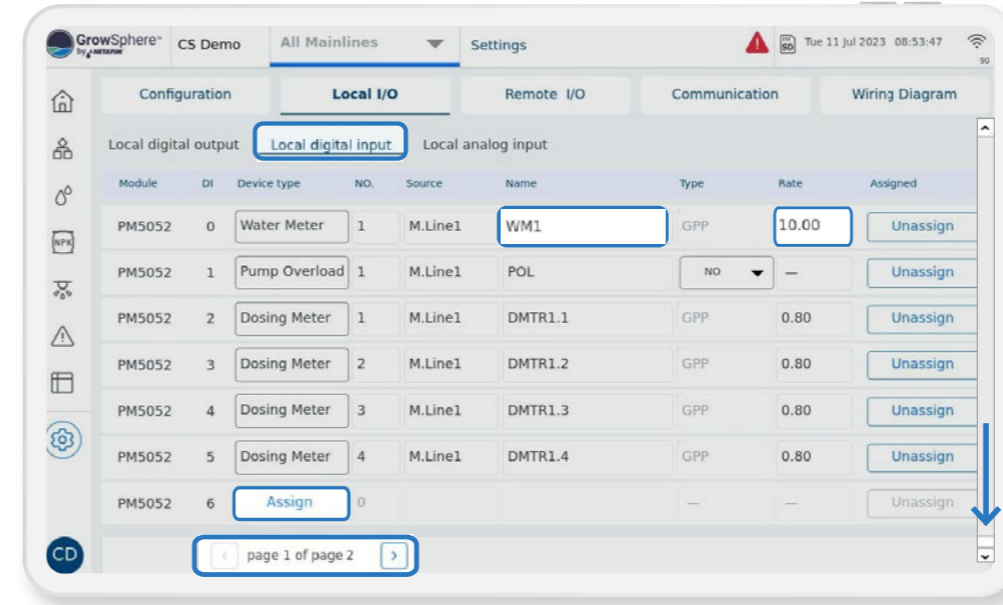 GrowSphere™ CS Demo All Mainlines Settings SD Tue 11 Jul 2023 08:53:47
by NETAFIM 90
Configuration Local I/O Remote I/O Communication Wiring Diagram
Local digital output Local digital input Local analog input
Module DI Device type NO. Source Name Type Rate Assigned
PM5052 0 Water Meter 1 M.Line1 WM1 GPP 10.00 Unassign
PM5052 1 Pump Overload 1 M.Line1 POL NO — Unassign
PM5052 2 Dosing Meter 1 M.Line1 DMTR1.1 GPP 0.80 Unassign
NPK
PM5052 3 Dosing Meter 2 M.Line1 DMTR1.2 GPP 0.80 Unassign
PM5052 4 Dosing Meter 3 M.Line1 DMTR1.3 GPP 0.80 Unassign
PM5052 5 Dosing Meter 4 M.Line1 DMTR1.4 GPP 0.80 Unassign
PM5052 6 Assign 0 — — Unassign
CD
< page 1 of page 2 >